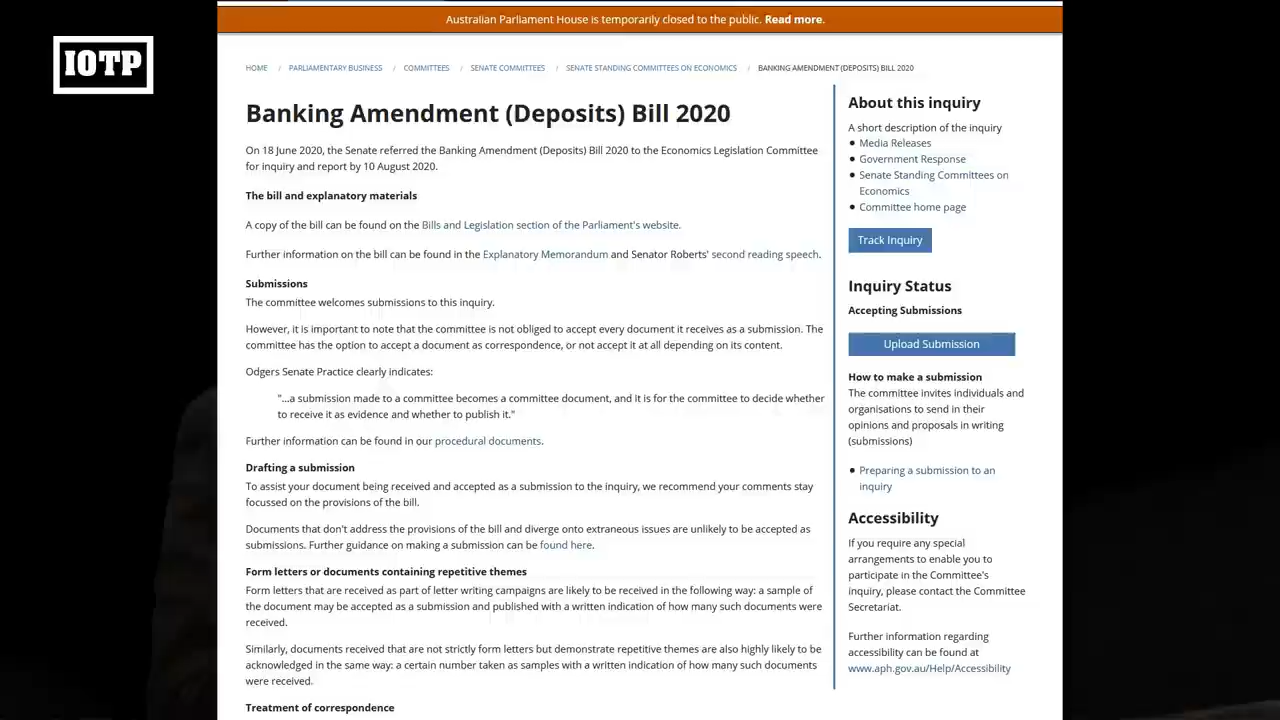 Australian Parliament House is temporarily closed to the public. Read more.
IOTP
HOME / PARLIAMENTARY BUSINESS / COMMITTEES / SENATE COMMITTEES / SENATE STANDING COMMITTEES ON ECONOMICS / BANKING AMENDMENT (DEPOSITS) BILL 2020
Banking Amendment (Deposits) Bill 2020
On 18 June 2020, the Senate referred the Banking Amendment (Deposits) Bill 2020 to the Economics Legislation Committee
for inquiry and report by 10 August 2020.
The bill and explanatory materials
A copy of the bill can be found on the Bills and Legislation section of the Parliament's website.
Further information on the bill can be found in the Explanatory Memorandum and Senator Roberts' second reading speech.
Submissions
The committee welcomes submissions to this inquiry.
However, it is important to note that the committee is not obliged to accept every document it receives as a submission. The
committee has the option to accept a document as correspondence, or not accept it at all depending on its content.
Odgers Senate Practice clearly indicates:
"...a submission made to a committee becomes a committee document, and it is for the committee to decide whether
to receive it as evidence and whether to publish it."
Further information can be found in our procedural documents.
Drafting a submission
To assist your document being received and accepted as a submission to the inquiry, we recommend your comments stay
focussed on the provisions of the bill.
Documents that don't address the provisions of the bill and diverge onto extraneous issues are unlikely to be accepted as
submissions. Further guidance on making a submission can be found here.
Form letters or documents containing repetitive themes
Form letters that are received as part of letter writing campaigns are likely to be received in the following way: a sample of
the document may be accepted as a submission and published with a written indication of how many such documents were
received.
Similarly, documents received that are not strictly form letters but demonstrate repetitive themes are also highly likely to be
acknowledged in the same way: a certain number taken as samples with a written indication of how many such documents
were received.
Treatment of correspondence
About this inquiry
A short description of the inquiry
● Media Releases
● Government Response
● Senate Standing Committees on
Economics
● Committee home page
Track Inquiry
Inquiry Status
Accepting Submissions
Upload Submission
How to make a submission
The committee invites individuals and
organisations to send in their
opinions and proposals in writing
(submissions)
● Preparing a submission to an
inquiry
Accessibility
If you require any special
arrangements to enable you to
participate in the Committee's
inquiry, please contact the Committee
Secretariat.
Further information regarding
accessibility can be found at
www.aph.gov.au/Help/Accessibility